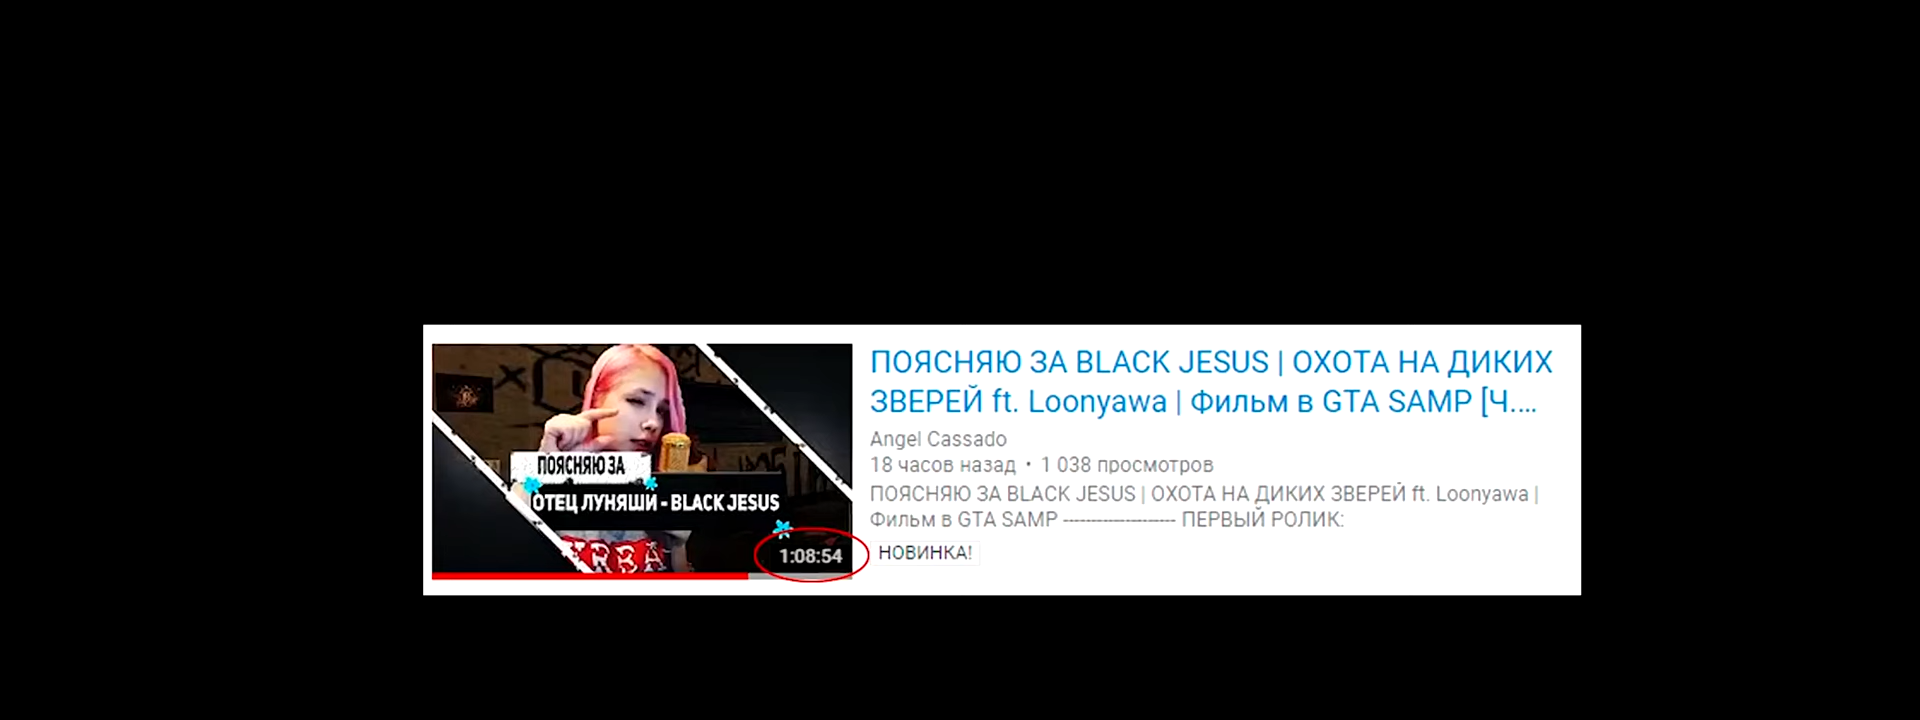 ПОЯСНЯЮ ЗА
ОТЕЦ ЛУНЯШИ - BLACK JESUS
1:08:54
ПОЯСНЯЮ ЗА BLACK JESUS | ОХОТА НА ДИКИХ
ЗВЕРЕЙ ft. Loonyawa | Фильм в GTA SAMP [Ч....
Angel Cassado
18 часов назад • 1 038 просмотров
ПОЯСНЯЮ ЗА BLACK JESUS | ОХОТА НА ДИКИХ ЗВЕРЕЙ ft. Loonyawa |
Фильм в GTA SAMP --------------------- ПЕРВЫЙ РОЛИК:
НОВИНКА!